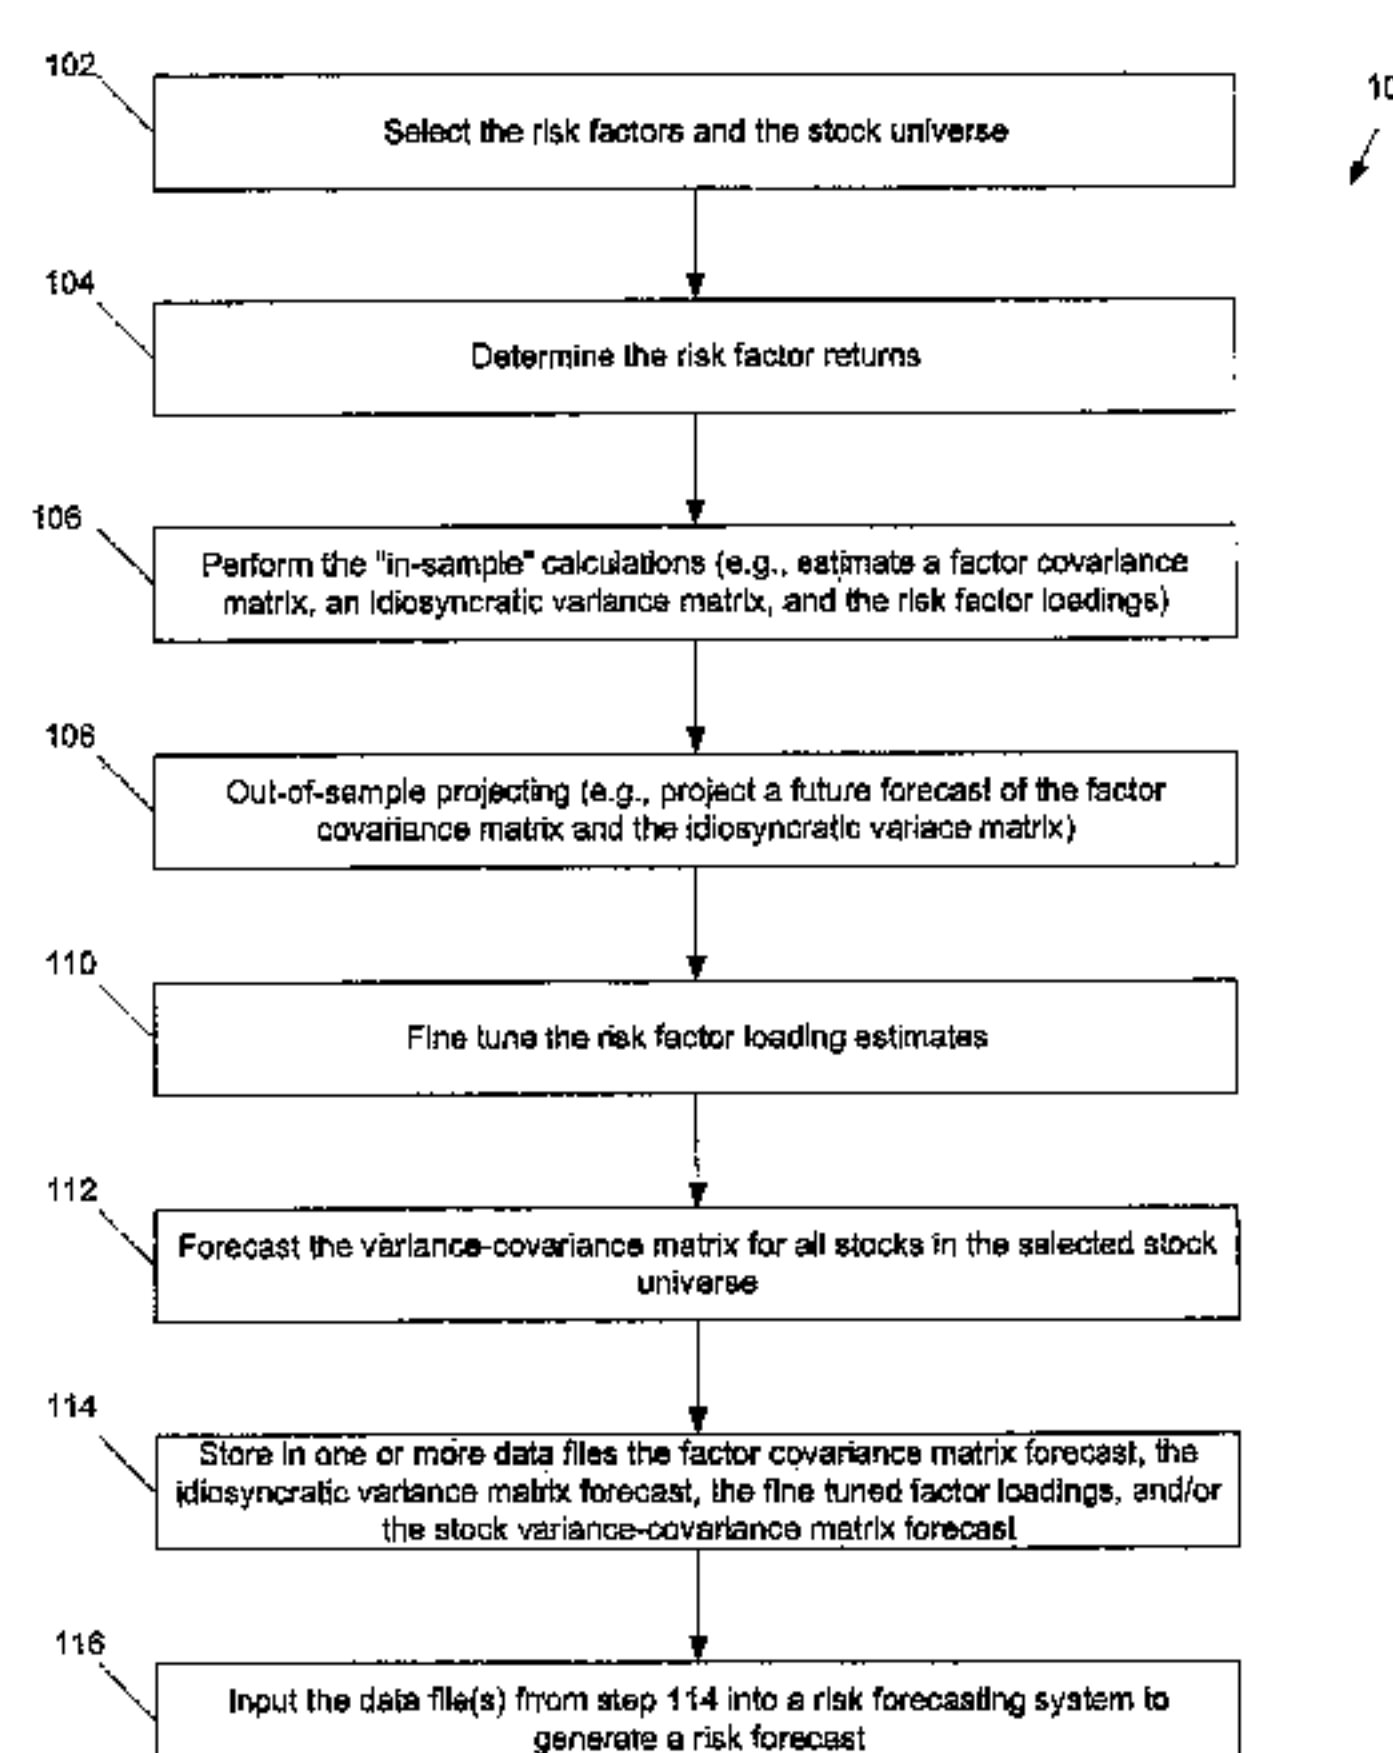 102
10
Select the risk factors and the stock universe
104
Determine the risk factor returns
106
Perform the "in-sample" calculations (e.g., estimate a factor covariance
matrix, an idiosyncratic variance matrix, and the risk factor loadings)
108
Out-of-sample projecting (e.g., project a future forecast of the factor
covariance matrix and the idiosyncratic variace matrix)
110
Fine tune the risk factor loading estimates
112
Forecast the variance-covariance matrix for all stocks in the selected stock
universe
114
Store in one or more data files the factor covariance matrix forecast, the
idiosyncratic variance matrix forecast, the fine tuned factor loadings, and/or
the stock variance-covariance matrix forecast
116
Input the data file(s) frrom step 114 into a risk forecasting system to
generate a risk forecast